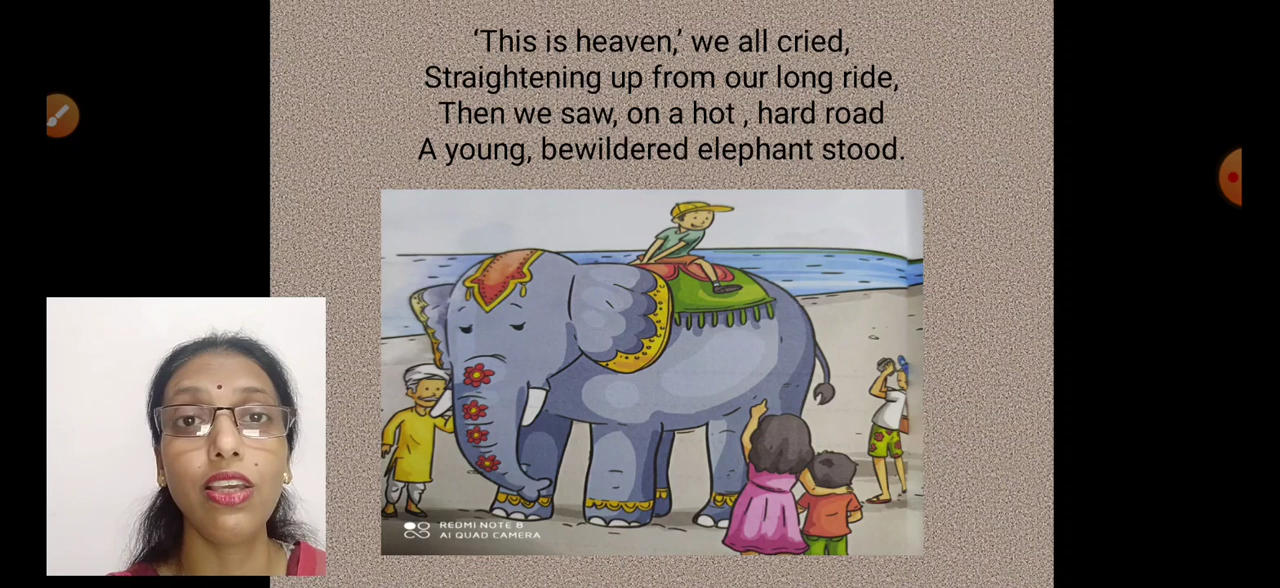 ‘This is heaven,’ we all cried,
Straightening up from our long ride,
Then we saw, on a hot , hard road
A young, bewildered elephant stood.
REDMI NOTE 8
AI QUAD CAMERA